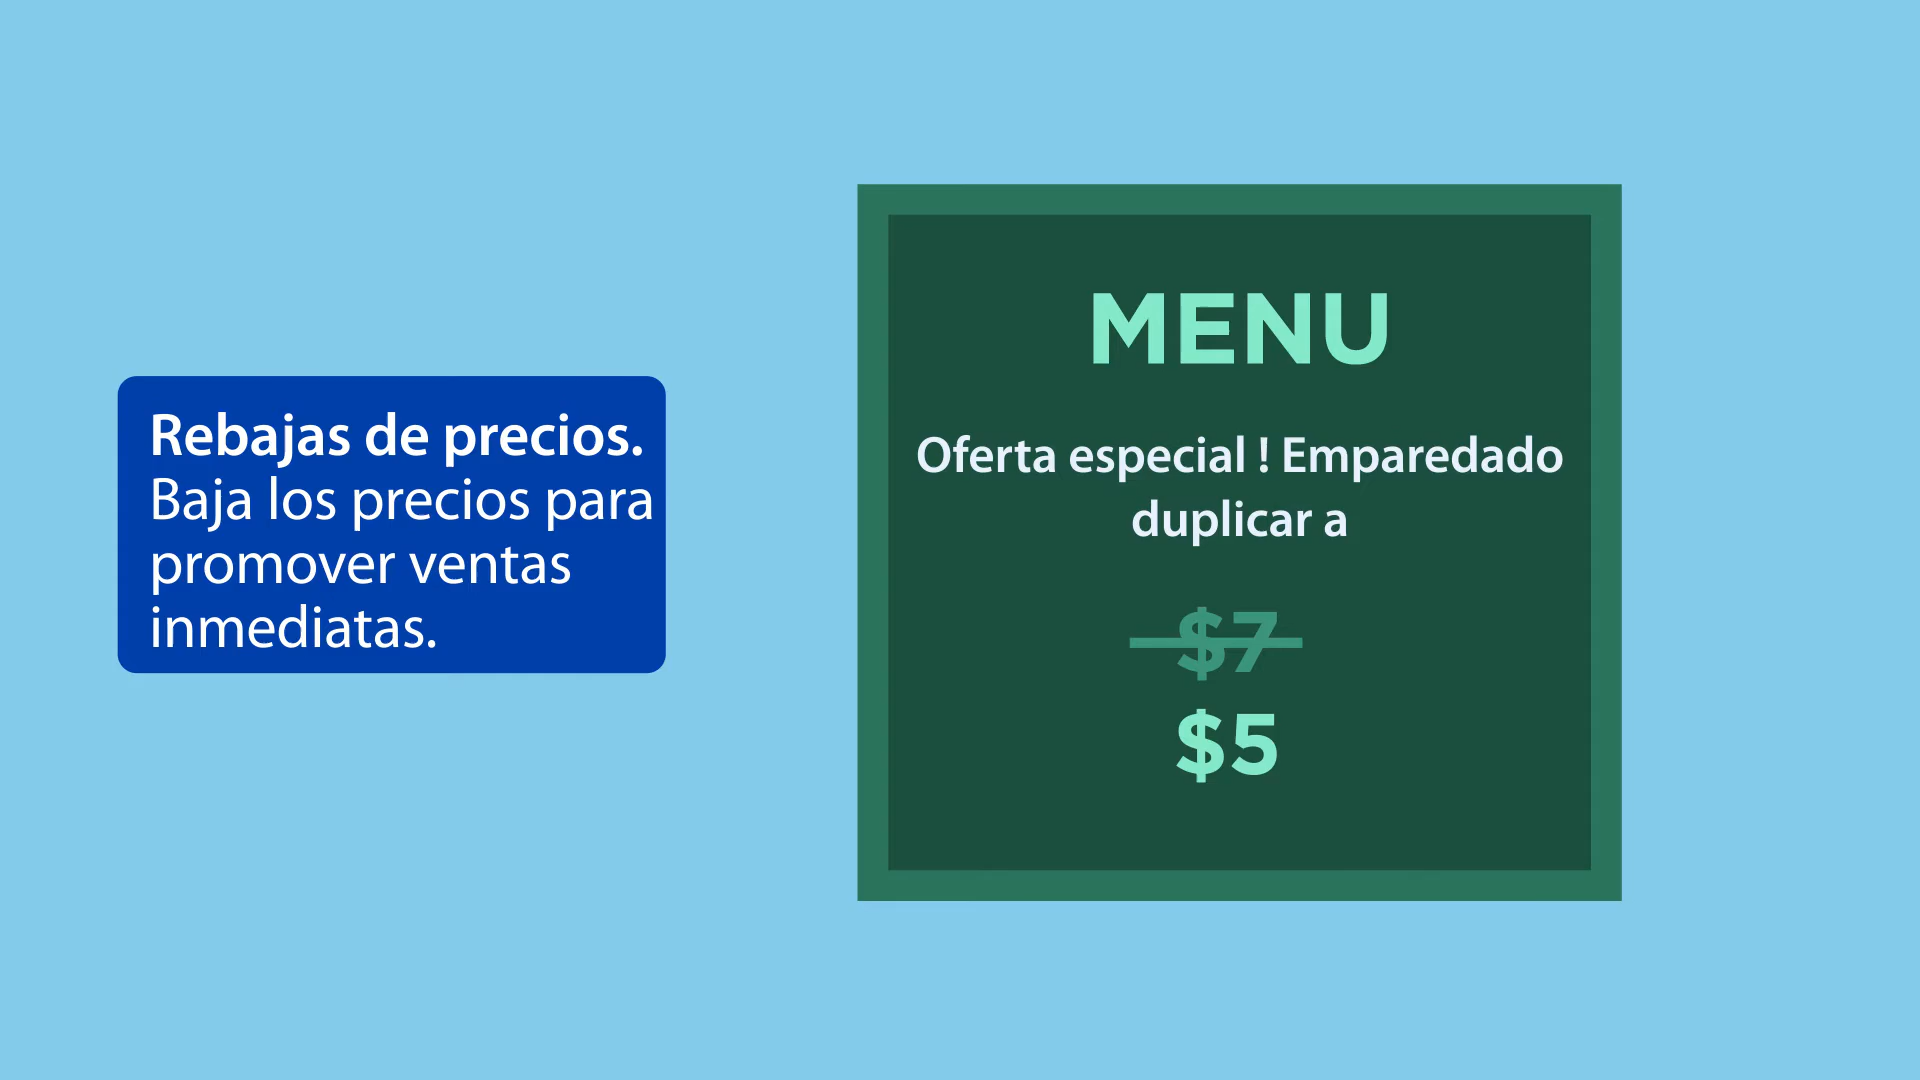 Rebajas de precios.
Baja los precios para
promover ventas
inmediatas.
MENU
Oferta especial ! Emparedado
duplicar a
$7
$5